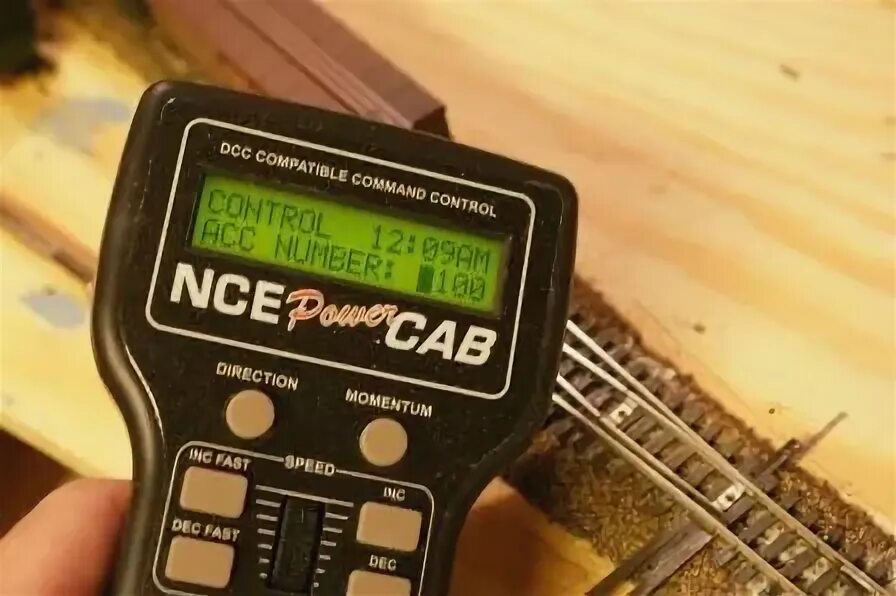 DCC COMPATIBLE COMMAND CONTROL
CONTROL 12:09AM
ACC NUMBER: 100
NCE Power CAB
DIRECTION
MOMENTUM
INC FAST
SPEED
INC
DEC FAST
DEC